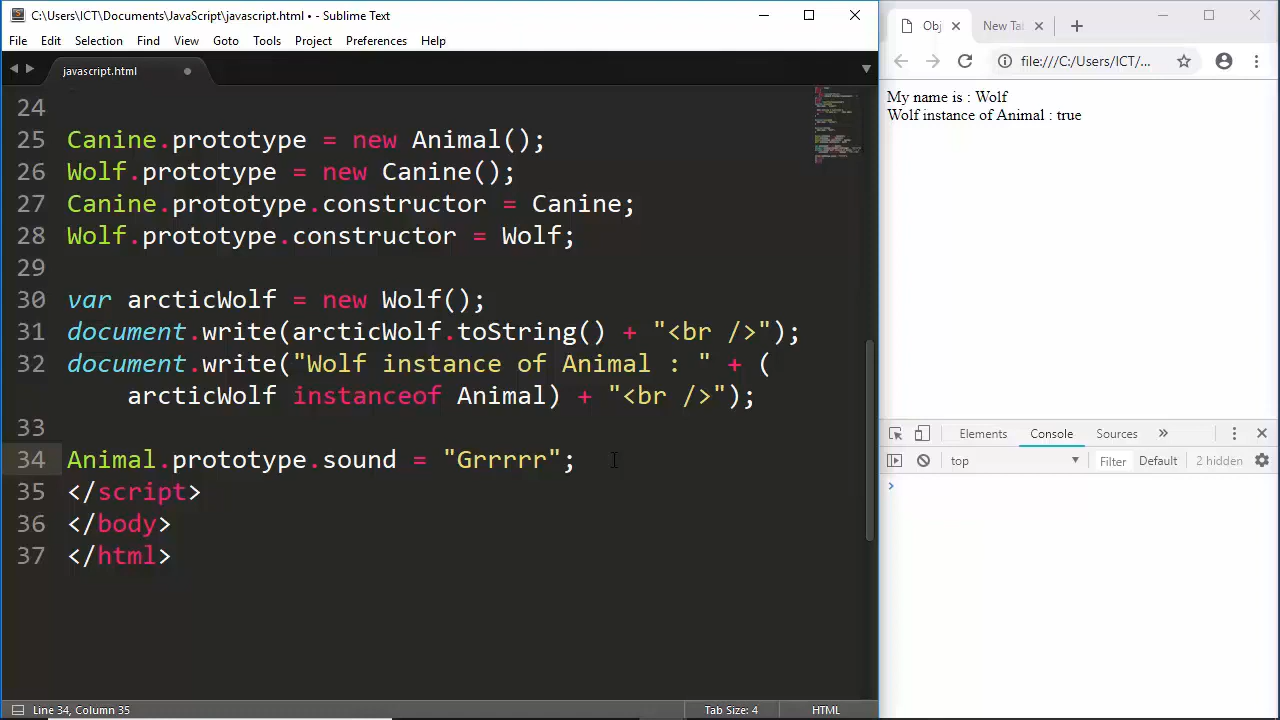 C:\Users\ICT\Documents\JavaScript\javascript.html • - Sublime Text
File Edit Selection Find View Goto Tools Project Preferences Help
javascript.html
24
25 Canine.prototype = new Animal();
26 Wolf.prototype = new Canine();
27 Canine.prototype.constructor = Canine;
28 Wolf.prototype.constructor = Wolf;
29
30 var arcticWolf = new Wolf();
31 document.write(arcticWolf.toString() + "<br />");
32 document.write("Wolf instance of Animal : " + (
arcticWolf instanceof Animal) + "<br />");
33
34 Animal.prototype.sound = "Grrrrr";
35 </script>
36 </body>
37 </html>
Line 34, Column 35 Tab Size: 4 HTML
Obj New Tal
file:///C:/Users/ICT/...
My name is : Wolf
Wolf instance of Animal : true
Elements Console Sources »
top Filter Default 2 hidden